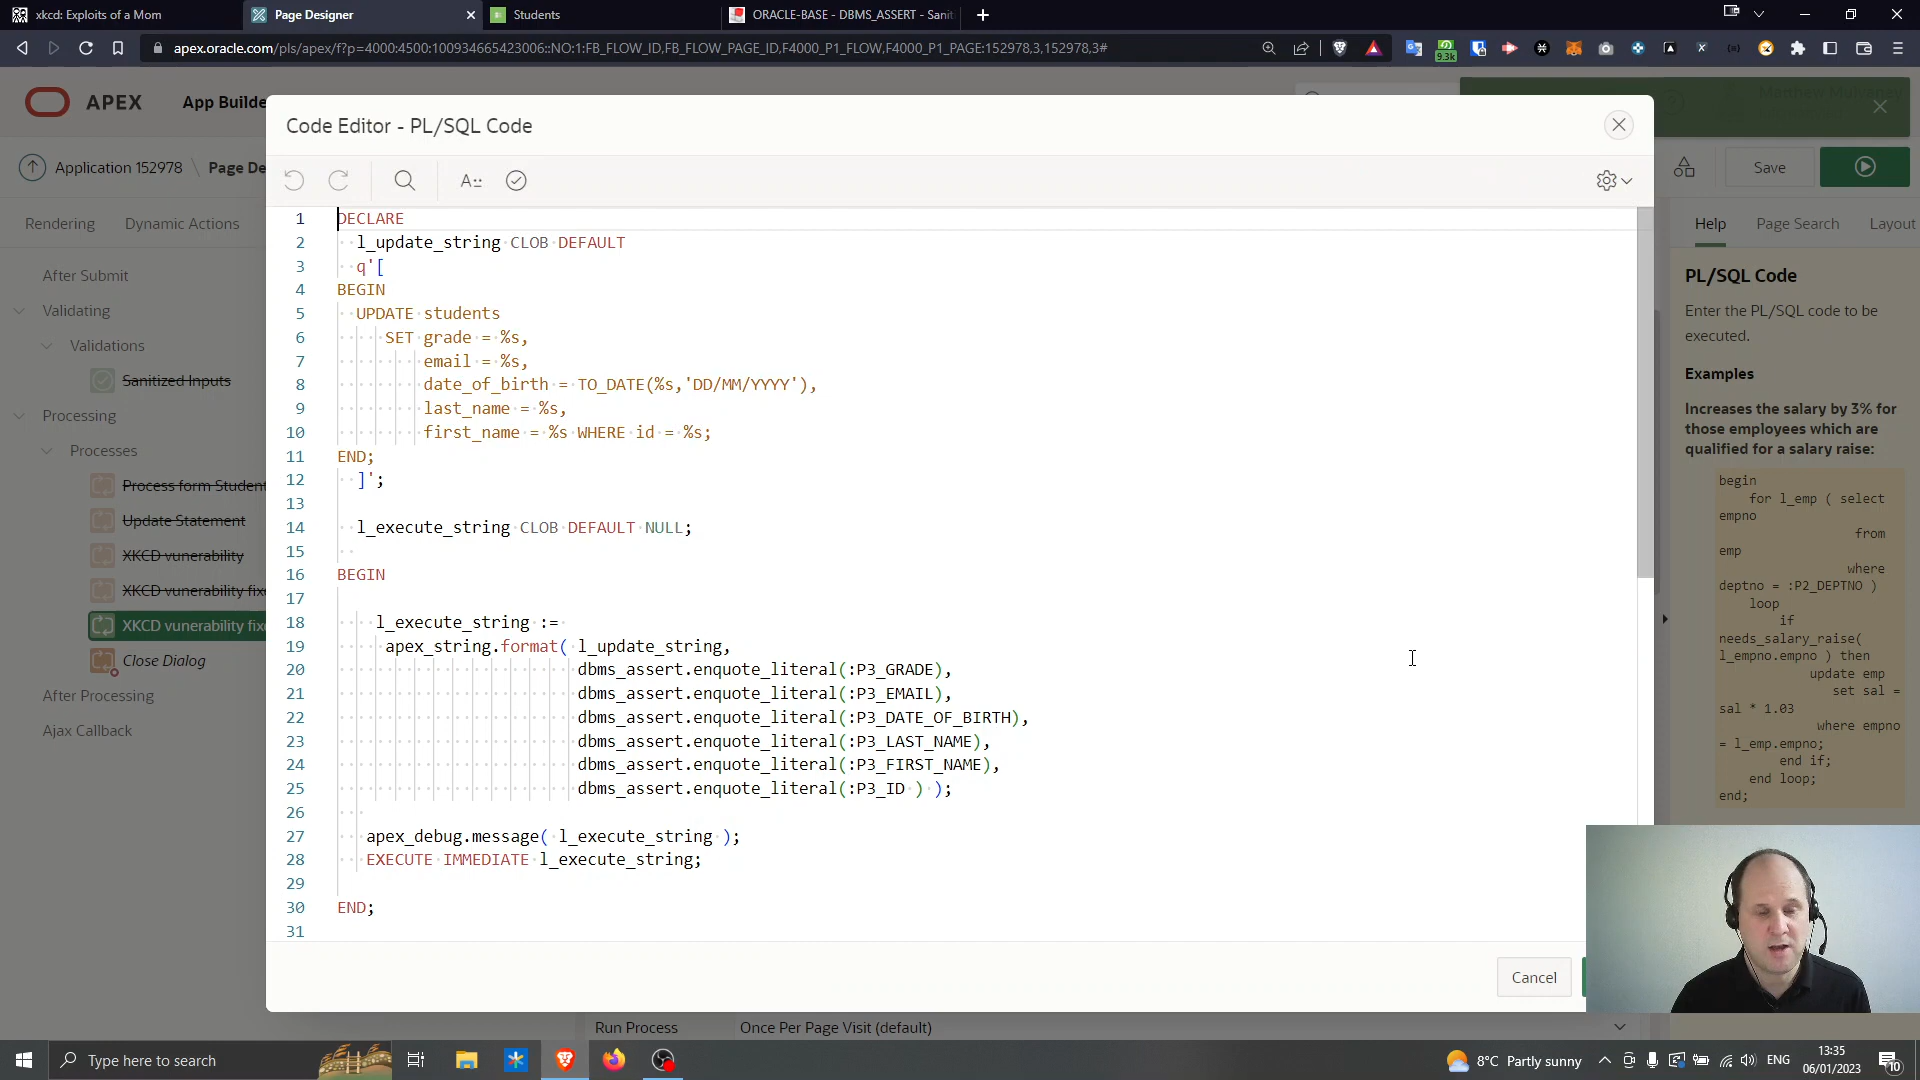 xkcd: Exploits of a Mom
Page Designer
Students
ORACLE-BASE - DBMS_ASSERT - Sanit
apex.oracle.com/pls/apex/f?p=4000:4500:100934665423006::NO:1:FB_FLOW_ID,FB_FLOW_PAGE_ID,F4000_P1_FLOW,F4000_P1_PAGE:152978,3,152978,3#
9.3k
APEX
App Builde
Application 152978
\
Page De
Save
Rendering
Dynamic Actions
Help
Page Search
Layout
After Submit
Validating
Validations
Sanitized Inputs
Processing
Processes
Process form Student
Update Statement
XKCD vunerability
XKCD vunerability fixe
XKCD vunerability fixe
Close Dialog
After Processing
Ajax Callback
Code Editor - PL/SQL Code
1 DECLARE
2 l_update_string CLOB DEFAULT
3 q'[
4 BEGIN
5 UPDATE students
6 SET grade = %s,
7 email = %s,
8 date_of_birth = TO_DATE(%s,'DD/MM/YYYY'),
9 last_name = %s,
10 first_name = %s WHERE id = %s;
11 END;
12 ]';
13
14 l_execute_string CLOB DEFAULT NULL;
15
16 BEGIN
17
18 l_execute_string :=
19 apex_string.format( l_update_string,
20 dbms_assert.enquote_literal(:P3_GRADE),
21 dbms_assert.enquote_literal(:P3_EMAIL),
22 dbms_assert.enquote_literal(:P3_DATE_OF_BIRTH),
23 dbms_assert.enquote_literal(:P3_LAST_NAME),
24 dbms_assert.enquote_literal(:P3_FIRST_NAME),
25 dbms_assert.enquote_literal(:P3_ID ) );
26
27 apex_debug.message( l_execute_string );
28 EXECUTE IMMEDIATE l_execute_string;
29
30 END;
31
Cancel
Run Process
Once Per Page Visit (default)
PL/SQL Code
Enter the PL/SQL code to be
executed.
Examples
Increases the salary by 3% for
those employees which are
qualified for a salary raise:
begin
for l_emp ( select
empno
from
emp
where
deptno = :P2_DEPTNO )
loop
if
needs_salary_raise(
l_empno.empno ) then
update emp
set sal =
sal * 1.03
where empno
= l_emp.empno;
end if;
end loop;
end;
Type here to search
8°C Partly sunny
ENG
13:35
06/01/2023
10